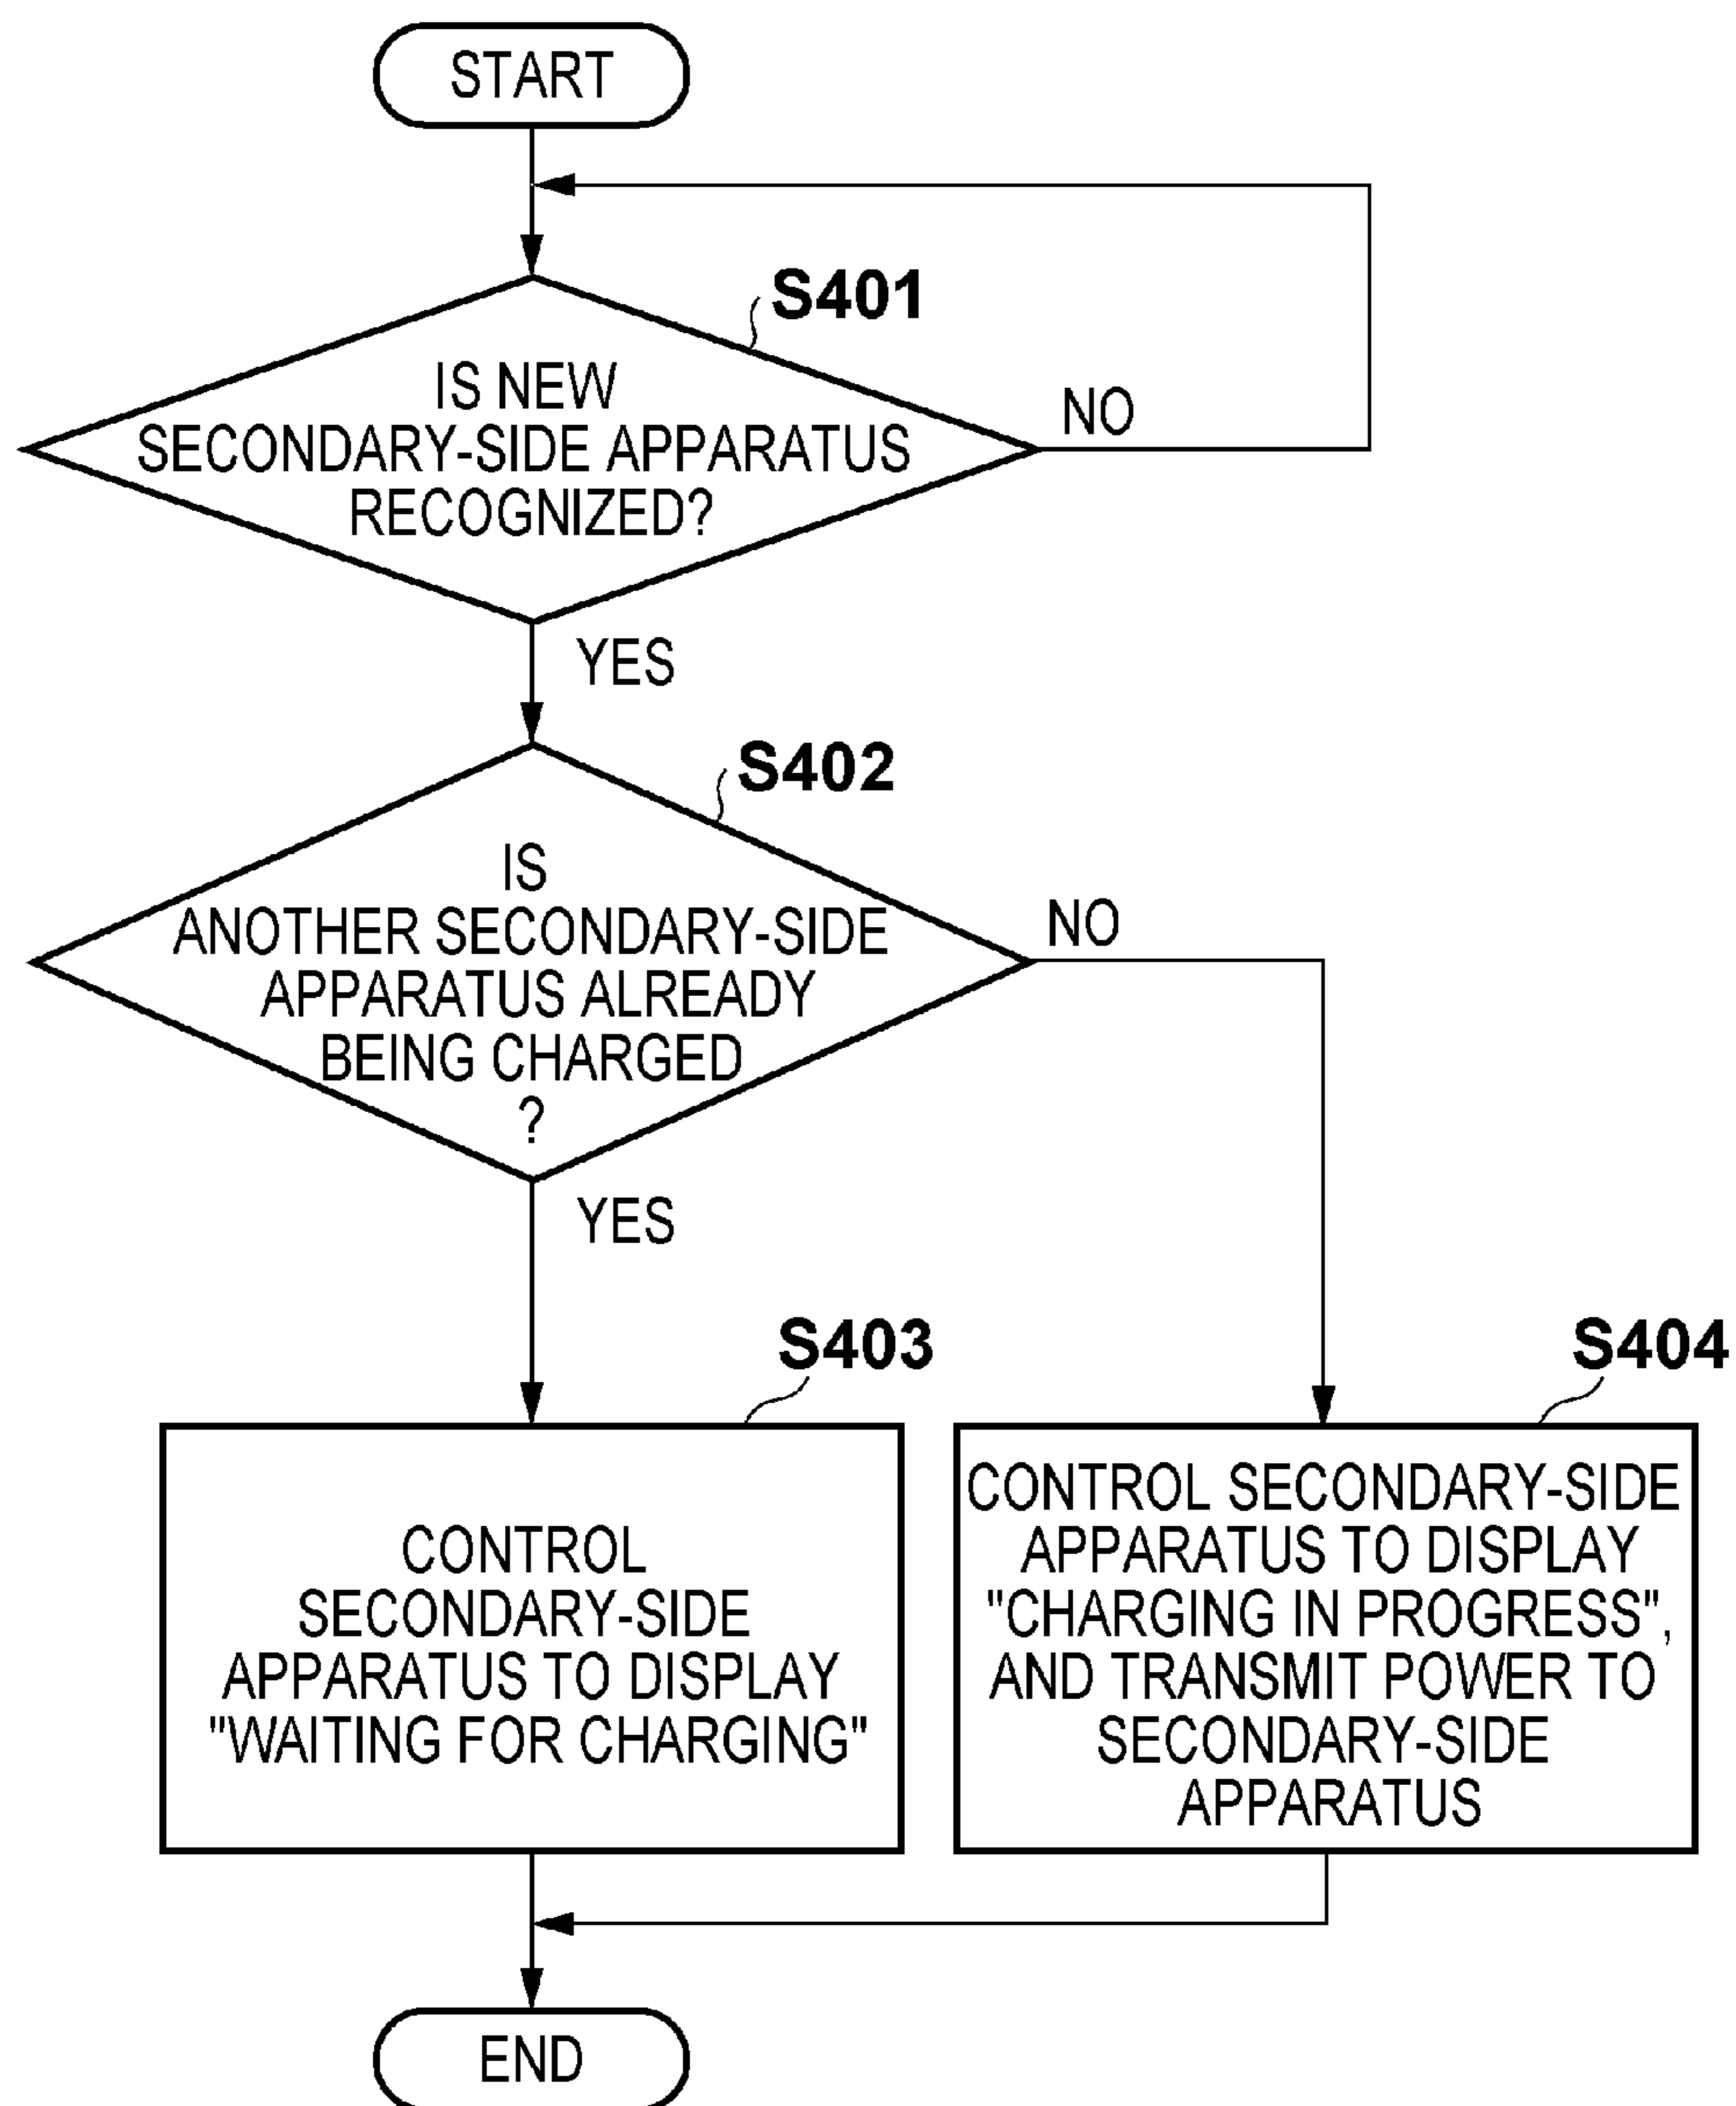 START
S401
IS NEW
SECONDARY-SIDE APPARATUS
RECOGNIZED?
NO
YES
S402
IS
ANOTHER SECONDARY-SIDE
APPARATUS ALREADY
BEING CHARGED
?
NO
YES
S403
CONTROL
SECONDARY-SIDE
APPARATUS TO DISPLAY
"WAITING FOR CHARGING"
S404
CONTROL SECONDARY-SIDE
APPARATUS TO DISPLAY
"CHARGING IN PROGRESS",
AND TRANSMIT POWER TO
SECONDARY-SIDE
APPARATUS
END